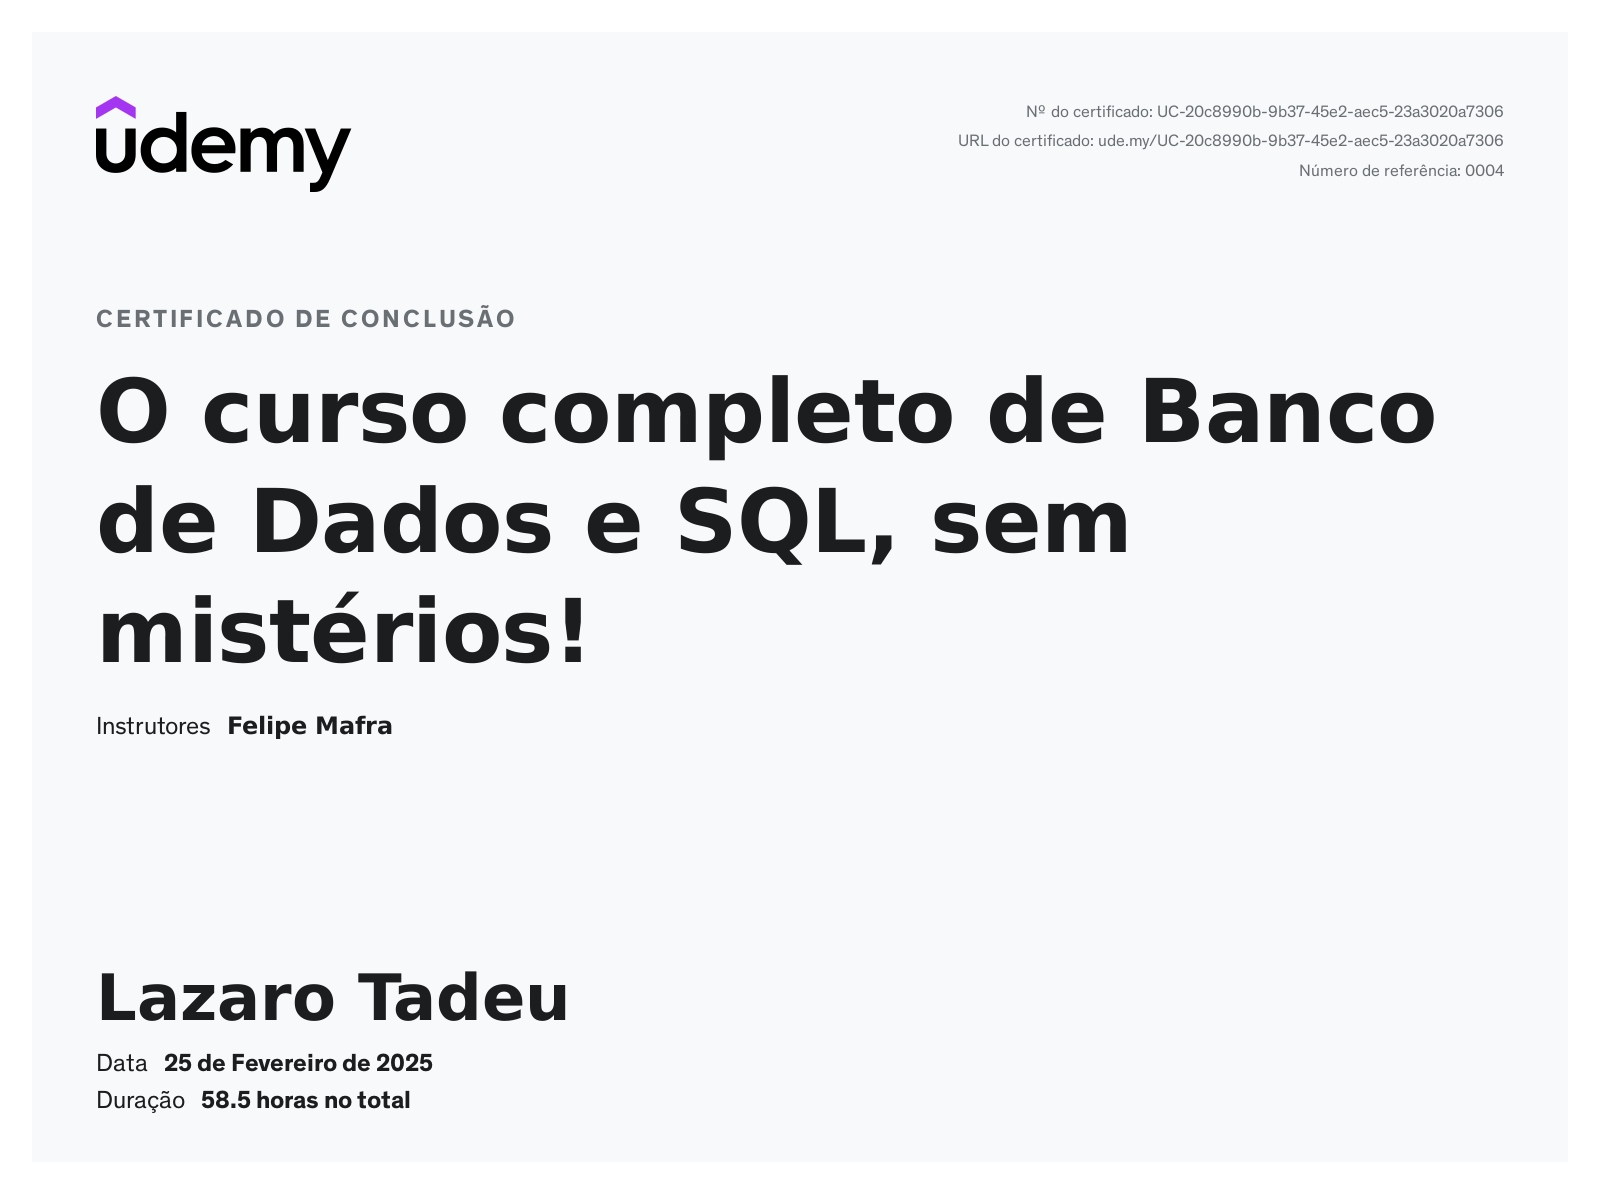 udemy
Nº do certificado: UC-20c8990b-9b37-45e2-aec5-23a3020a7306
URL do certificado: ude.my/UC-20c8990b-9b37-45e2-aec5-23a3020a7306
Número de referência: 0004
CERTIFICADO DE CONCLUSÃO
O curso completo de Banco
de Dados e SQL, sem
mistérios!
Instrutores Felipe Mafra
Lazaro Tadeu
Data 25 de Fevereiro de 2025
Duração 58.5 horas no total